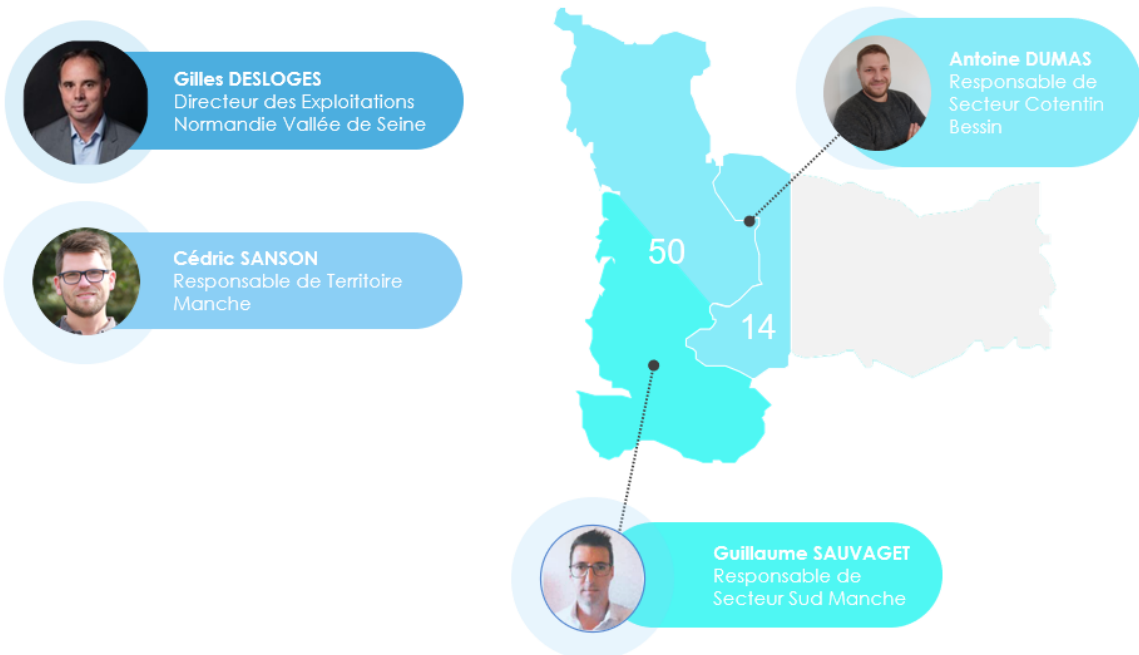 Gilles DESLOGES
Directeur des Exploitations
Normandie Vallée de Seine
Cédric SANSON
Responsable de Territoire
Manche
Antoine DUMAS
Responsable de
Secteur Cotentin
Bessin
50
14
Guillaume SAUVAGET
Responsable de
Secteur Sud Manche